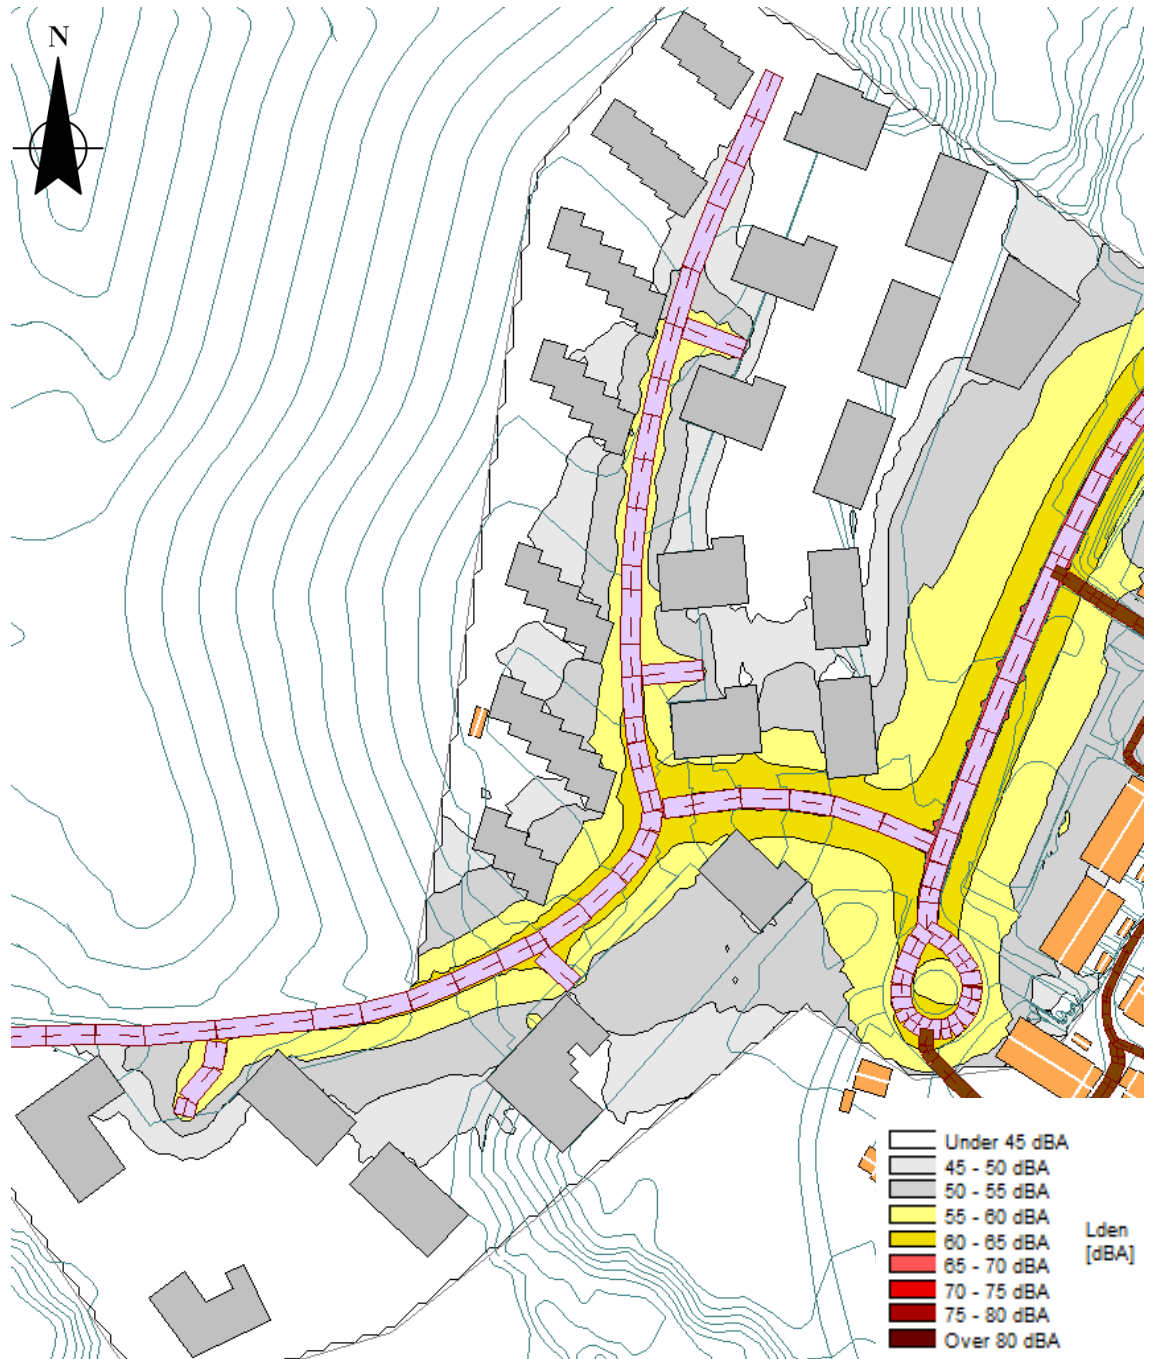 N
Under 45 dBA
45 - 50 dBA
50 - 55 dBA
55 - 60 dBA
60 - 65 dBA
65 - 70 dBA
70 - 75 dBA
75 - 80 dBA
Over 80 dBA
Lden
[dBA]